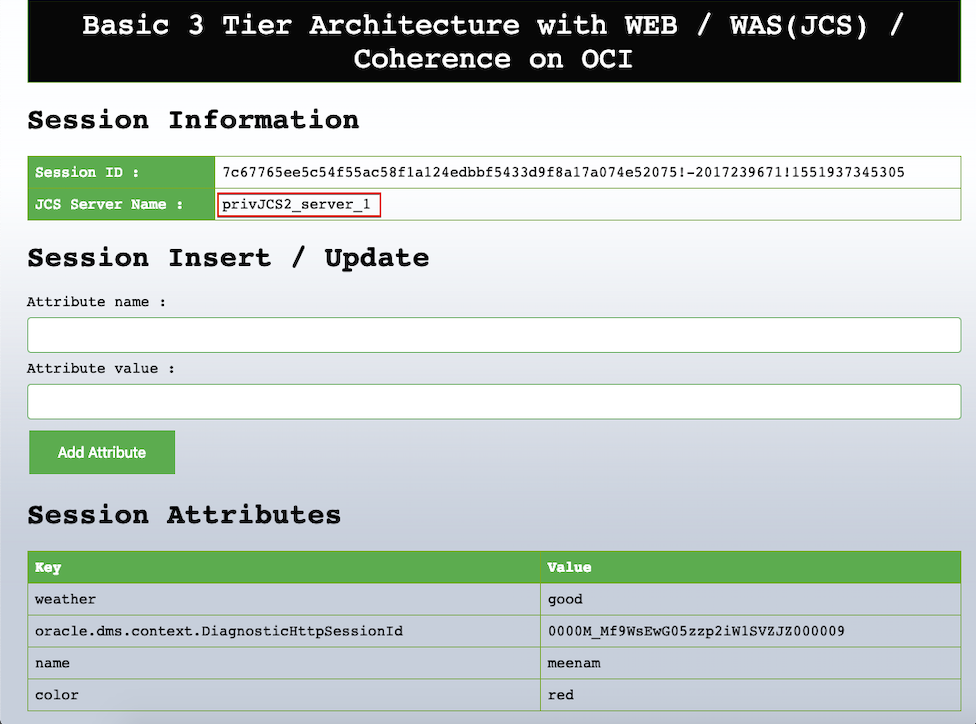 Basic 3 Tier Architecture with WEB / WAS(JCS) /
Coherence on OCI
Session Information
Session ID : 7c67765ee5c54f55ac58f1a124edbbf5433d9f8a17a074e52075!-2017239671!1551937345305
JCS Server Name : privJCS2_server_1
Session Insert / Update
Attribute name :
Attribute value :
Add Attribute
Session Attributes
Key Value
weather good
oracle.dms.context.DiagnosticHttpSessionId 0000M_Mf9WsEwG05zzp2iW1SVZJZ000009
name meenam
color red